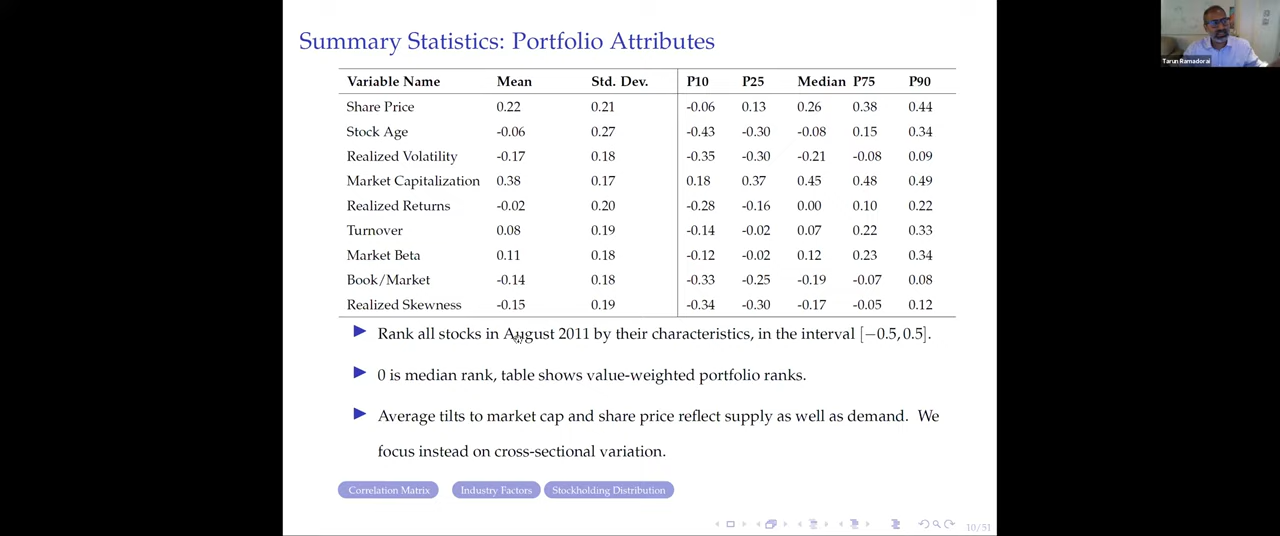 Summary Statistics: Portfolio Attributes
Variable Name Mean Std. Dev. P10 P25 Median P75 P90
Share Price 0.22 0.21 -0.06 0.13 0.26 0.38 0.44
Stock Age -0.06 0.27 -0.43 -0.30 -0.08 0.15 0.34
Realized Volatility -0.17 0.18 -0.35 -0.30 -0.21 -0.08 0.09
Market Capitalization 0.38 0.17 0.18 0.37 0.45 0.48 0.49
Realized Returns -0.02 0.20 -0.28 -0.16 0.00 0.10 0.22
Turnover 0.08 0.19 -0.14 -0.02 0.07 0.22 0.33
Market Beta 0.11 0.18 -0.12 -0.02 0.12 0.23 0.34
Book/Market -0.14 0.18 -0.33 -0.25 -0.19 -0.07 0.08
Realized Skewness -0.15 0.19 -0.34 -0.30 -0.17 -0.05 0.12
Rank all stocks in August 2011 by their characteristics, in the interval [−0.5, 0.5].
0 is median rank, table shows value-weighted portfolio ranks.
Average tilts to market cap and share price reflect supply as well as demand. We
focus instead on cross-sectional variation.
Correlation Matrix Industry Factors Stockholding Distribution
10/51
Tarun Ramadorai